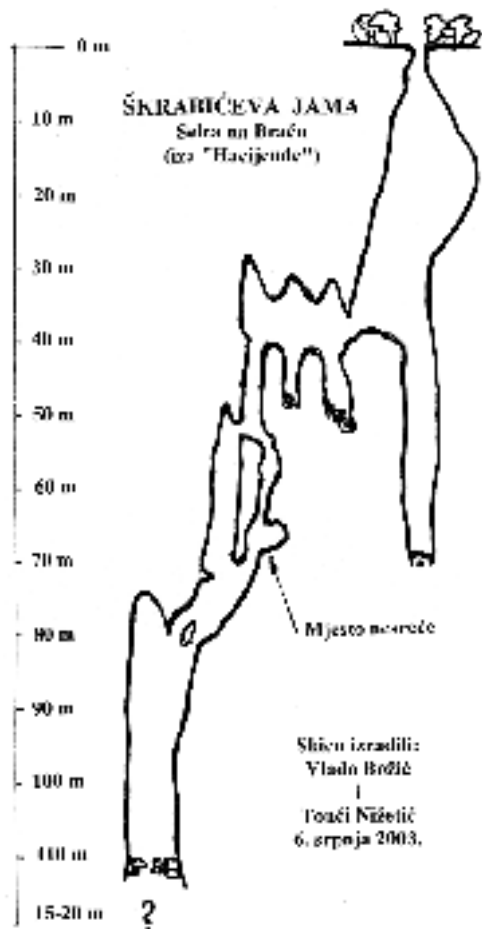 0 m
ŠKRABIĆEVA JAMA
Selca na Braču
(iza "Hacijende")
10 m
20 m
30 m
40 m
50 m
60 m
70 m
Mjesto nesreće
80 m
90 m
Skicu izradili:
Vlado Božić
i
Tonći Nižetić
6. srpnja 2003.
100 m
110 m
15-20 m
?